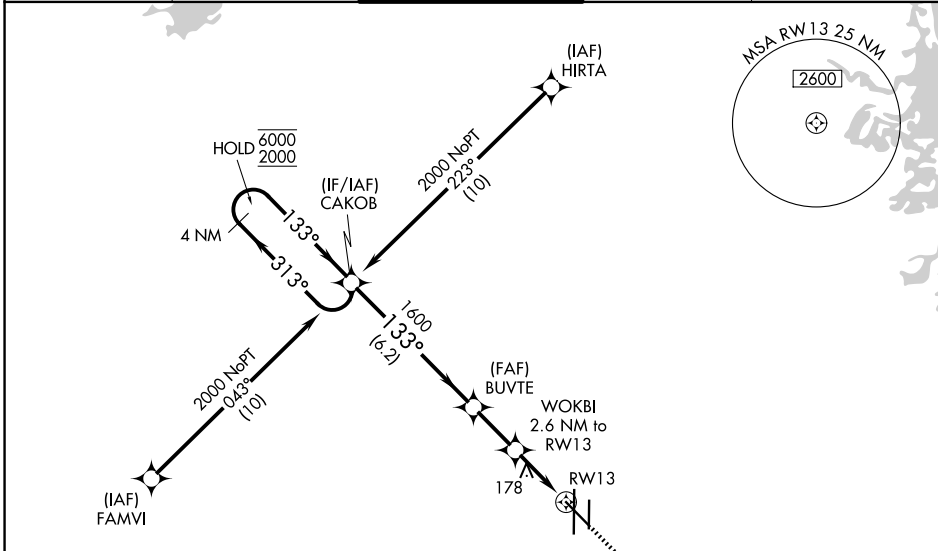 MSA RW13 25 NM
2600
(IAF)
HIRTA
2000 NoPT
223°
(10)
HOLD 6000
2000
(IF/IAF)
CAKOB
4 NM
133°
313°
1600
133°
(6.2)
2000 NoPT
043°
(10)
(FAF)
BUVTE
WOKBI
2.6 NM to
RW13
178
RW13
(IAF)
FAMVI